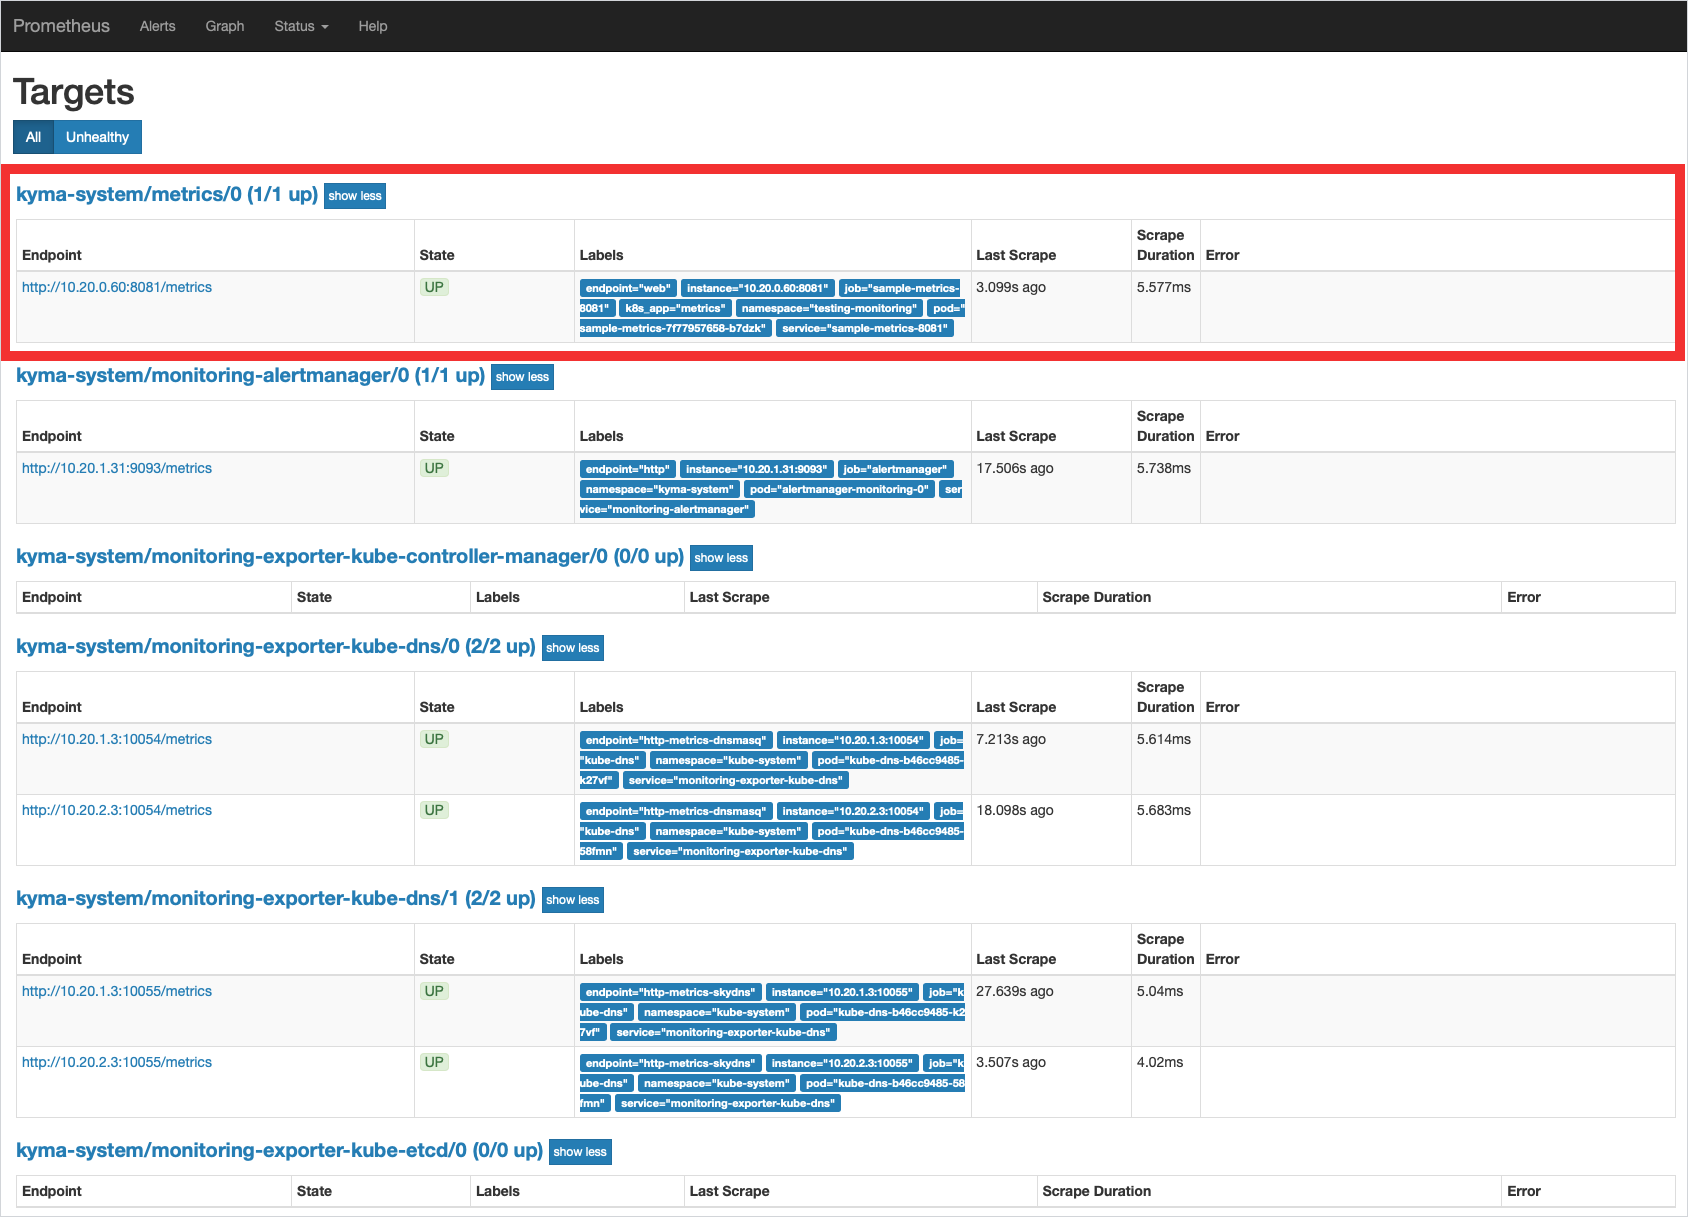 Prometheus Alerts Graph Status Help
Targets
All Unhealthy
kyma-system/metrics/0 (1/1 up) show less
Endpoint State Labels Last Scrape Scrape Duration Error
http://10.20.0.60:8081/metrics UP endpoint="web" instance="10.20.0.60:8081" job="sample-metrics- 3.099s ago 5.577ms
8081" k8s_app="metrics" namespace="testing-monitoring" pod="
sample-metrics-7f77957658-b7dzk" service="sample-metrics-8081"
kyma-system/monitoring-alertmanager/0 (1/1 up) show less
Endpoint State Labels Last Scrape Scrape Duration Error
http://10.20.1.31:9093/metrics UP endpoint="http" instance="10.20.1.31:9093" job="alertmanager" 17.506s ago 5.738ms
namespace="kyma-system" pod="alertmanager-monitoring-0" ser
vice="monitoring-alertmanager"
kyma-system/monitoring-exporter-kube-controller-manager/0 (0/0 up) show less
Endpoint State Labels Last Scrape Scrape Duration Error
kyma-system/monitoring-exporter-kube-dns/0 (2/2 up) show less
Endpoint State Labels Last Scrape Scrape Duration Error
http://10.20.1.3:10054/metrics UP endpoint="http-metrics-dnsmasq" instance="10.20.1.3:10054" job= 7.213s ago 5.614ms
"kube-dns" namespace="kube-system" pod="kube-dns-b46cc9485-
k27vf" service="monitoring-exporter-kube-dns"
http://10.20.2.3:10054/metrics UP endpoint="http-metrics-dnsmasq" instance="10.20.2.3:10054" job= 18.098s ago 5.683ms
"kube-dns" namespace="kube-system" pod="kube-dns-b46cc9485-
58fmn" service="monitoring-exporter-kube-dns"
kyma-system/monitoring-exporter-kube-dns/1 (2/2 up) show less
Endpoint State Labels Last Scrape Scrape Duration Error
http://10.20.1.3:10055/metrics UP endpoint="http-metrics-skydns" instance="10.20.1.3:10055" job="k 27.639s ago 5.04ms
ube-dns" namespace="kube-system" pod="kube-dns-b46cc9485-k2
7vf" service="monitoring-exporter-kube-dns"
http://10.20.2.3:10055/metrics UP endpoint="http-metrics-skydns" instance="10.20.2.3:10055" job="k 3.507s ago 4.02ms
ube-dns" namespace="kube-system" pod="kube-dns-b46cc9485-58
fmn" service="monitoring-exporter-kube-dns"
kyma-system/monitoring-exporter-kube-etcd/0 (0/0 up) show less
Endpoint State Labels Last Scrape Scrape Duration Error